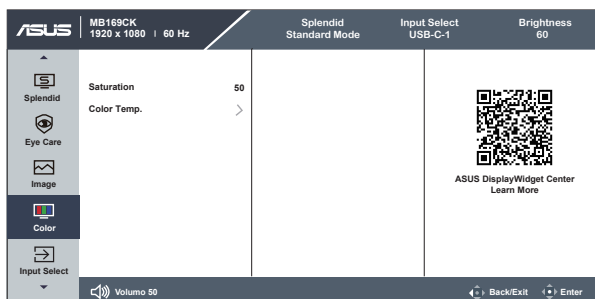 ASUS
MB169CK
1920 x 1080 | 60 Hz
Splendid
Standard Mode
Input Select
USB-C-1
Brightness
60
Splendid
Eye Care
Image
Color
Input Select
Saturation 50
Color Temp.
ASUS DisplayWidget Center
Learn More
Volumo 50
Back/Exit
Enter